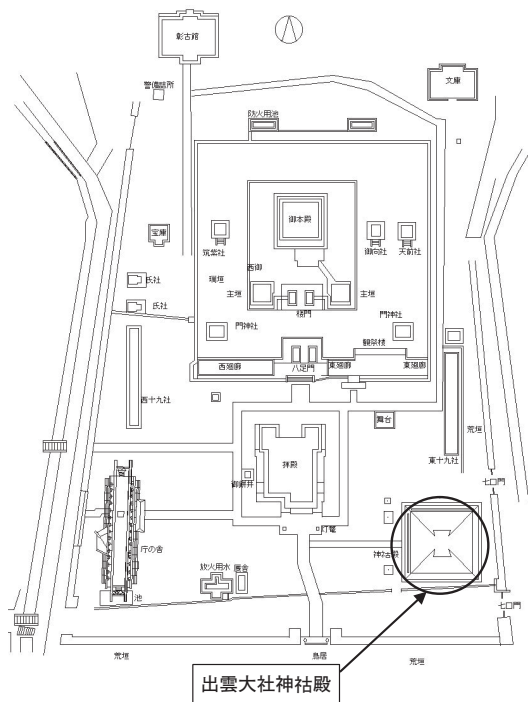 彰古館
警備詰所
文庫
防火用池
御本殿
宝庫
筑紫社
御向社
天前社
瑞垣
西御
氏社
主垣
主垣
氏社
門神社
楼門
門神社
観祭楼
西廻廊
八足門
東廻廊
東廻廊
舞台
荒垣
西十九社
拝殿
東十九社
御饌井
七口門
灯篭
神祜殿
庁の舎
放火用水
厩舎
池
七口門
荒垣
鳥居
荒垣
出雲大社神祜殿